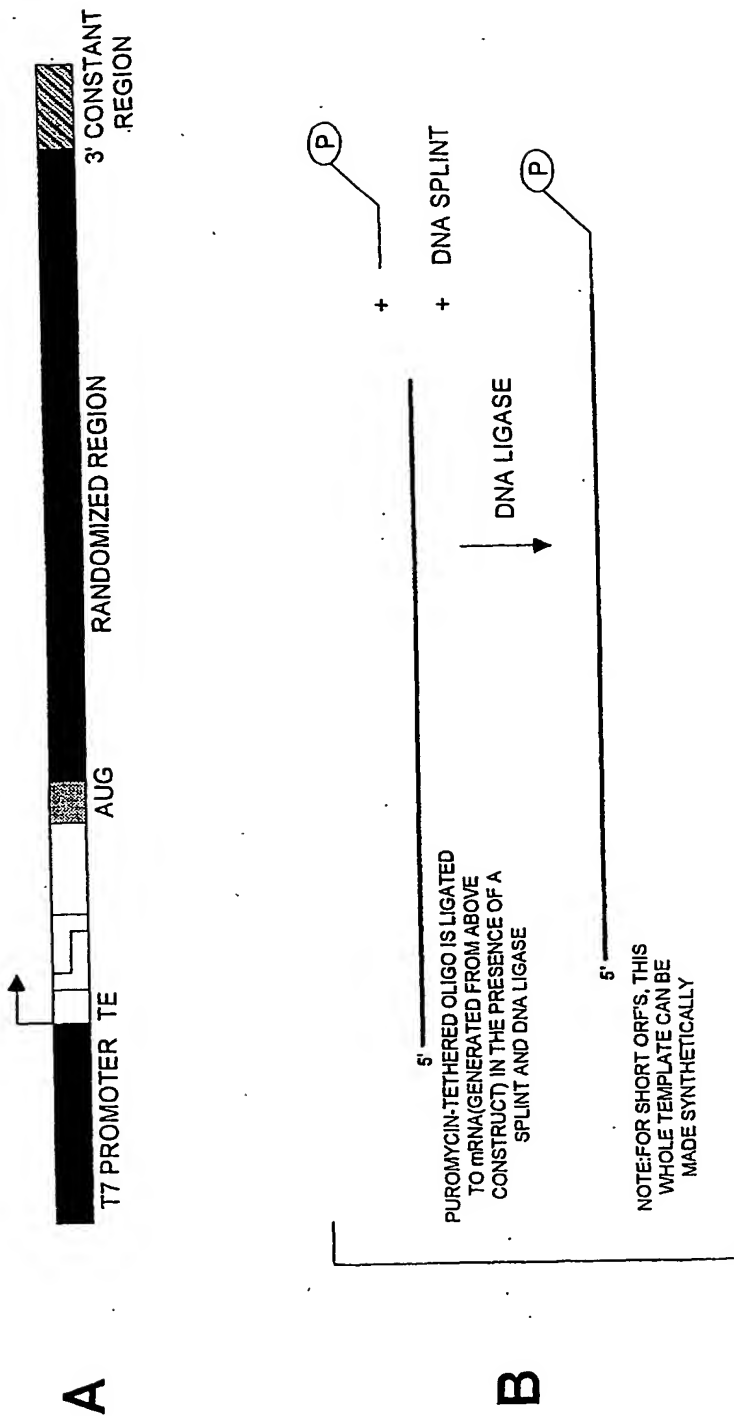 A
T7 PROMOTER TE AUG RANDOMIZED REGION 3' CONSTANT
REGION
B
5'
+
P
PUROMYCIN-TETHERED OLIGO IS LIGATED
TO mRNA(GENERATED FROM ABOVE
CONSTRUCT) IN THE PRESENCE OF A
SPLINT AND DNA LIGASE
+ DNA SPLINT
DNA LIGASE
5'
P
NOTE:FOR SHORT ORF'S, THIS
WHOLE TEMPLATE CAN BE
MADE SYNTHETICALLY